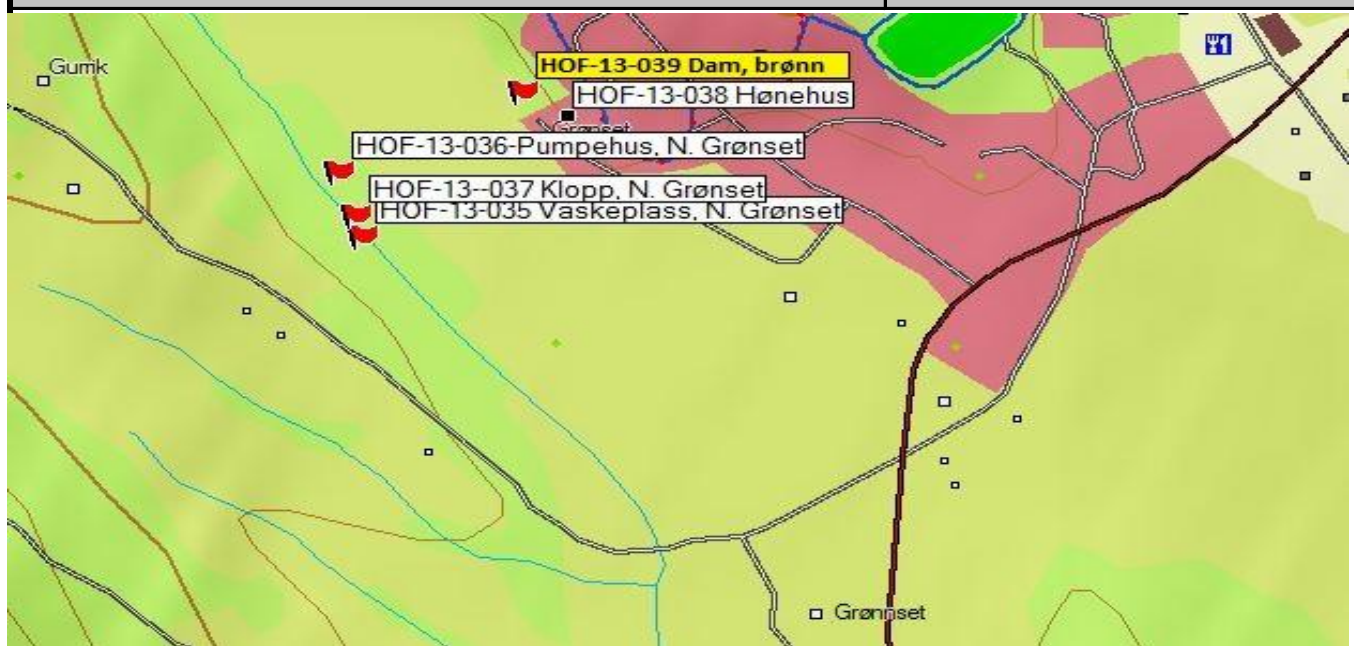 Gumk
HOF-13-039 Dam, brønn
HOF-13-038 Hønehus
Grønset
HOF-13-036-Pumpehus, N. Grønset
HOF-13--037 Klopp, N. Grønset
HOF-13-035 Vaskeplass, N. Grønset
Grønnset